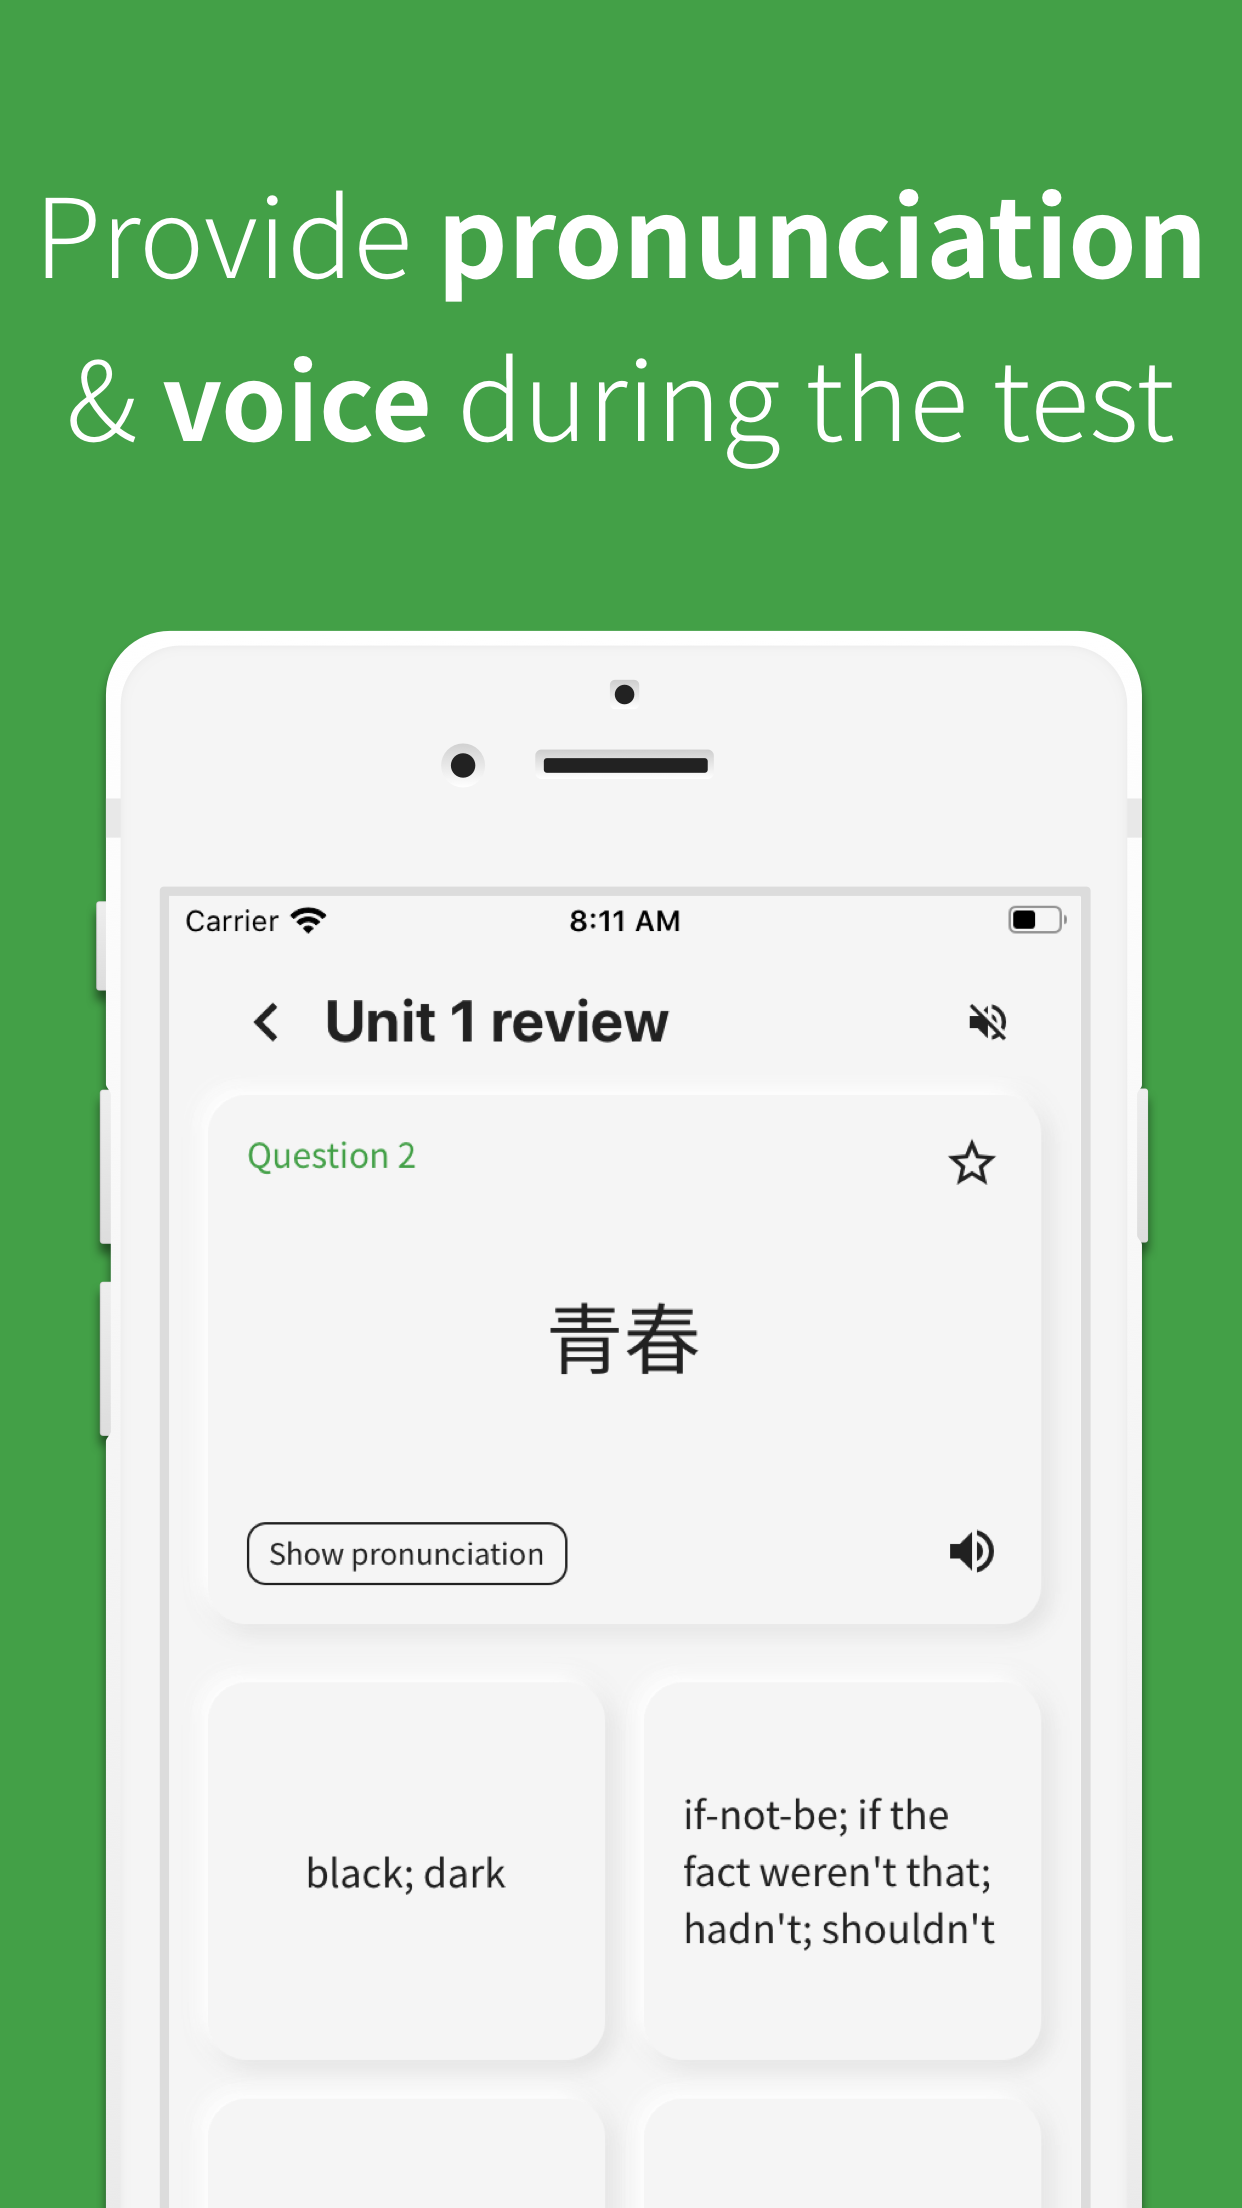 Provide pronunciation
& voice during the test
Carrier 8:11 AM
Unit 1 review
Question 2
青春
Show pronunciation
black; dark
if-not-be; if the
fact weren't that;
hadn't; shouldn't